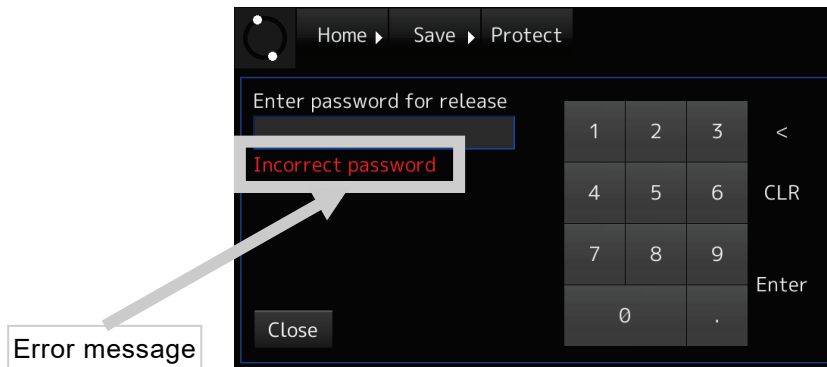 Home Save Protect
Enter password for release
Incorrect password
1 2 3 <
4 5 6 CLR
7 8 9
Enter
0 .
Close
Error message